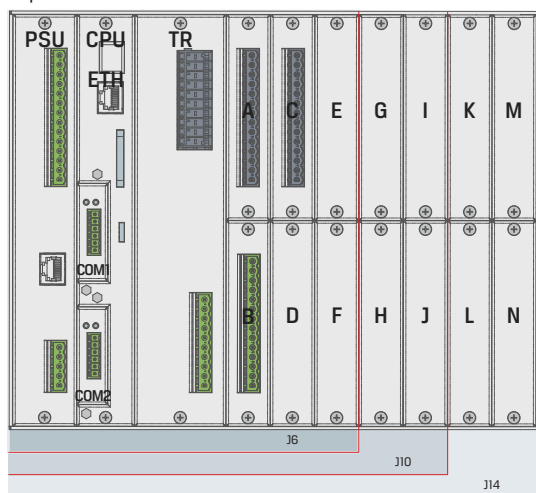 PSU CPU TR
ETH
A C E G I K M
COM1
B D F H J L N
COM2
J6
J10
J14